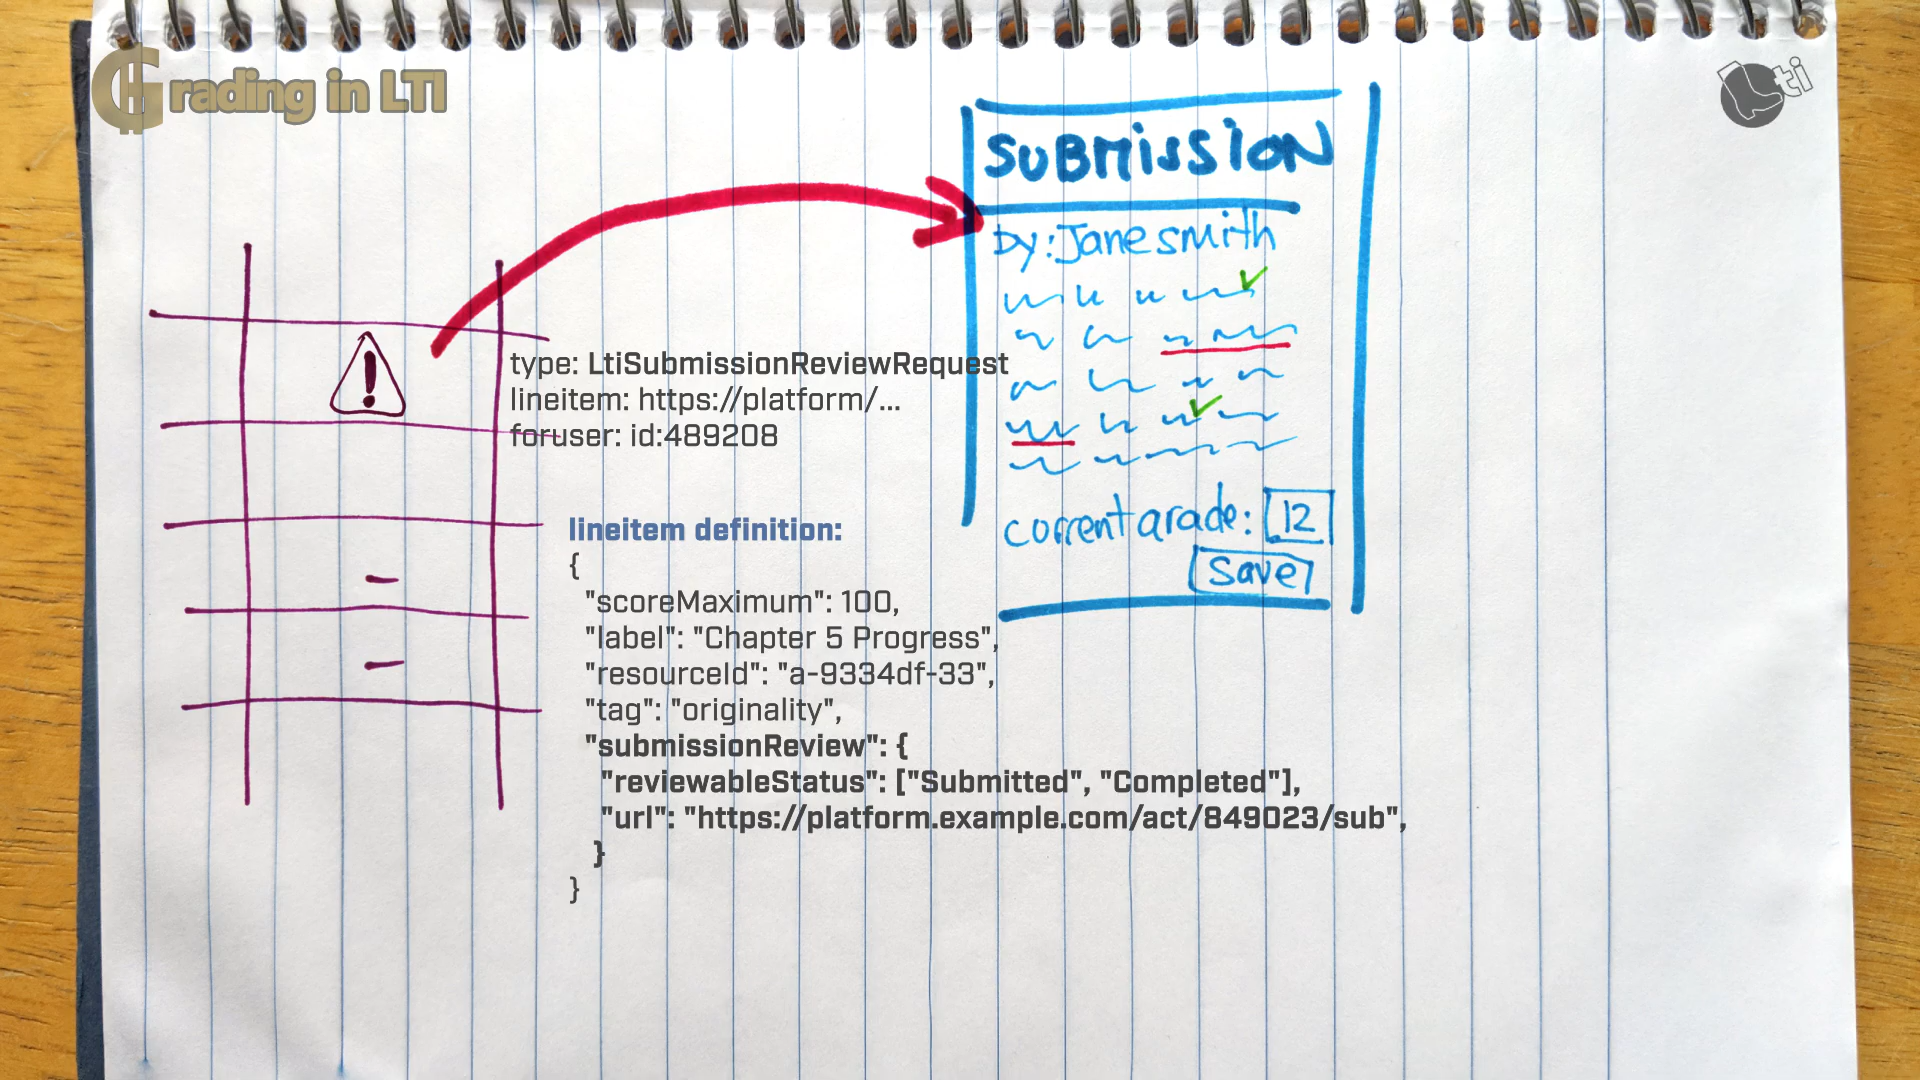 Grading in LTI
Lti
SUBMISSION
by: Jane smith
!
type: LtiSubmissionReviewRequest
lineitem: https://platform/...
foruser: id:489208
current arade: 12
Save
lineitem definition:
{
"scoreMaximum": 100,
"label": "Chapter 5 Progress",
"resourceId": "a-9334df-33",
"tag": "originality",
"submissionReview": {
"reviewableStatus": ["Submitted", "Completed"],
"url": "https://platform.example.com/act/849023/sub",
}
}